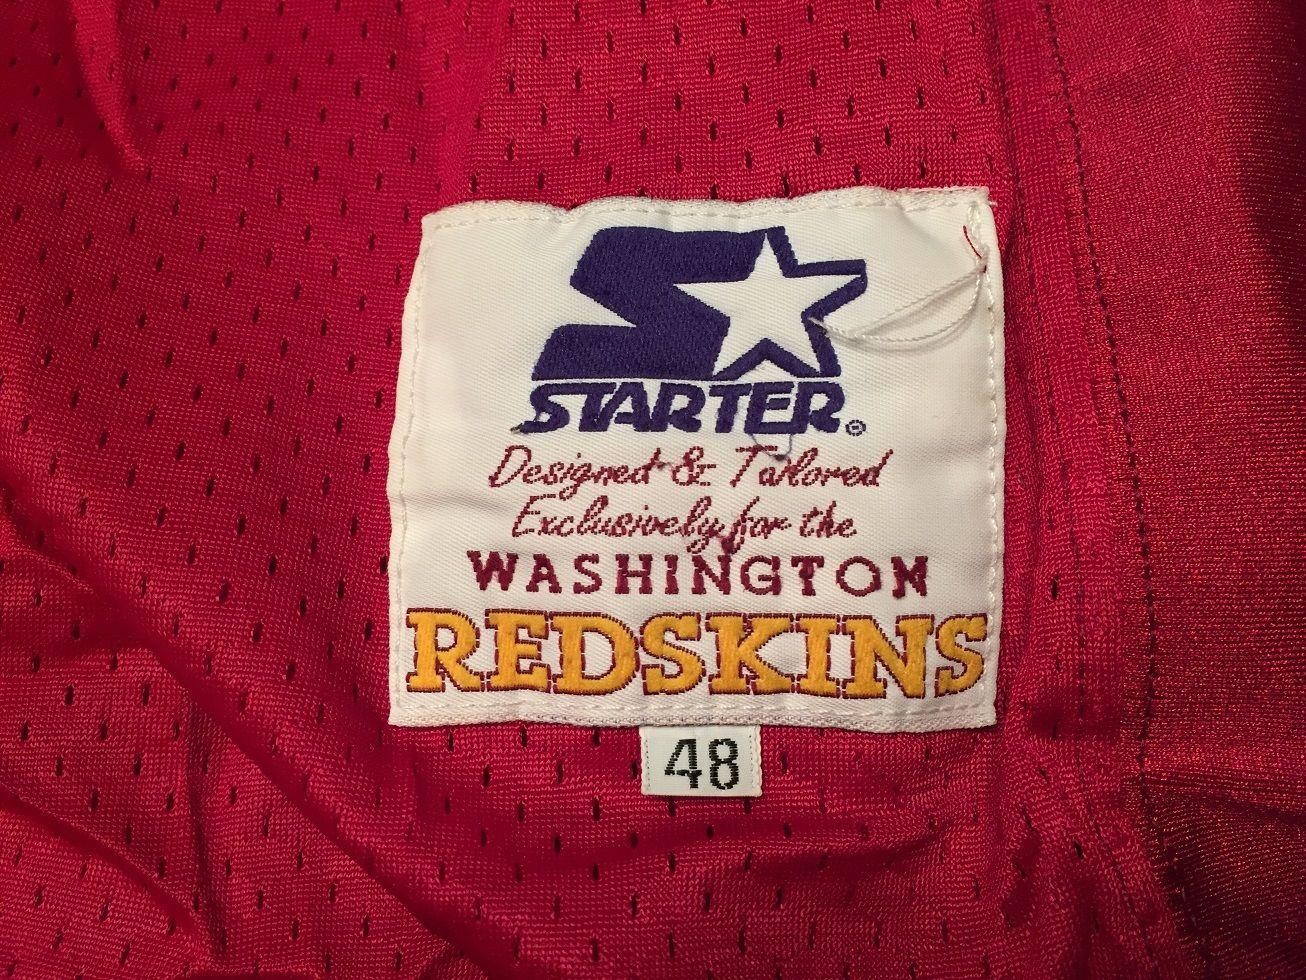 STARTER®
Designed & Tailored
Exclusively for the
WASHINGTON
REDSKINS
48